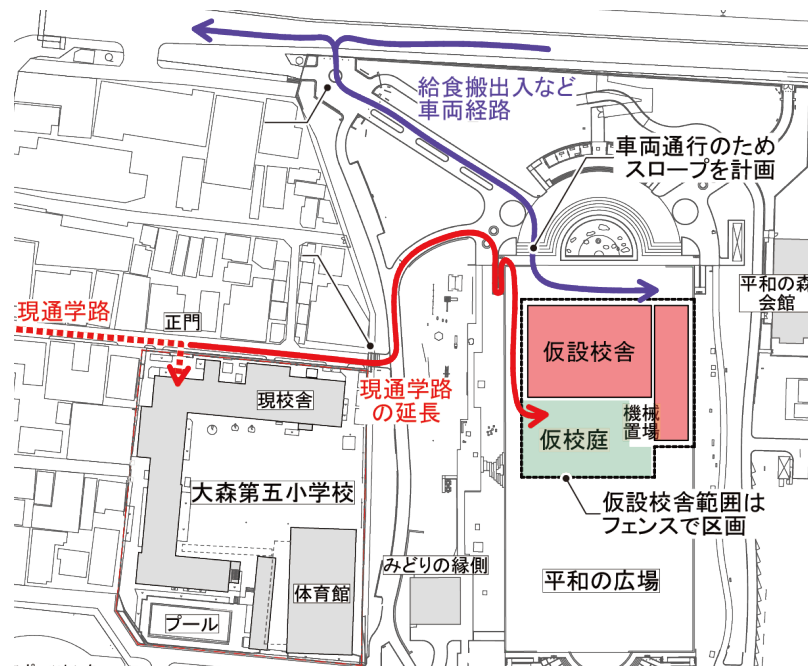 給食搬出入など
車両経路
車両通行のため
スロープを計画
平和の森
会館
現通学路
正門
仮設校舎
現校舎
現通学路
の延長
機械
置場
仮校庭
大森第五小学校
仮設校舎範囲は
フェンスで区画
みどりの縁側
平和の広場
体育館
プール